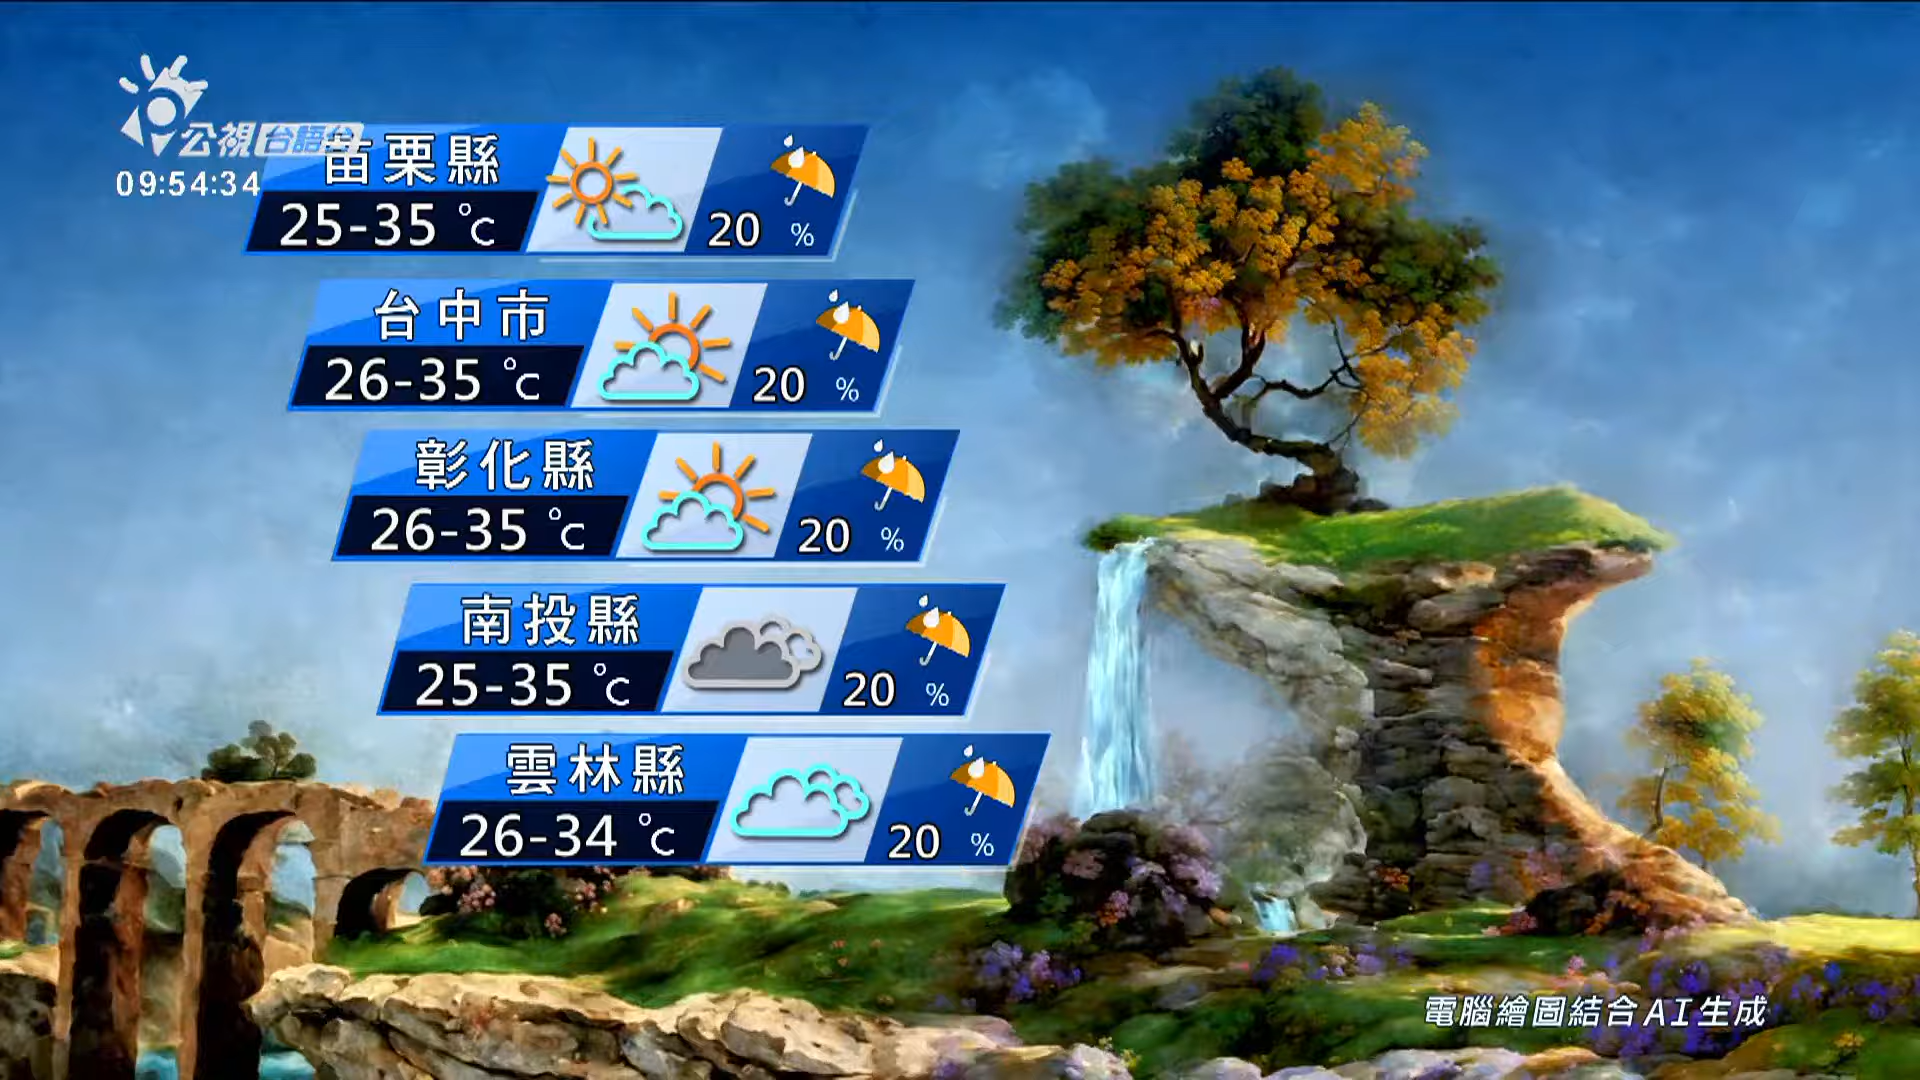 公視台語台
09:54:34
苗栗縣
25-35 ℃
20 %
台中市
26-35 ℃
20 %
彰化縣
26-35 ℃
20 %
南投縣
25-35 ℃
20 %
雲林縣
26-34 ℃
20 %
電腦繪圖結合AI生成